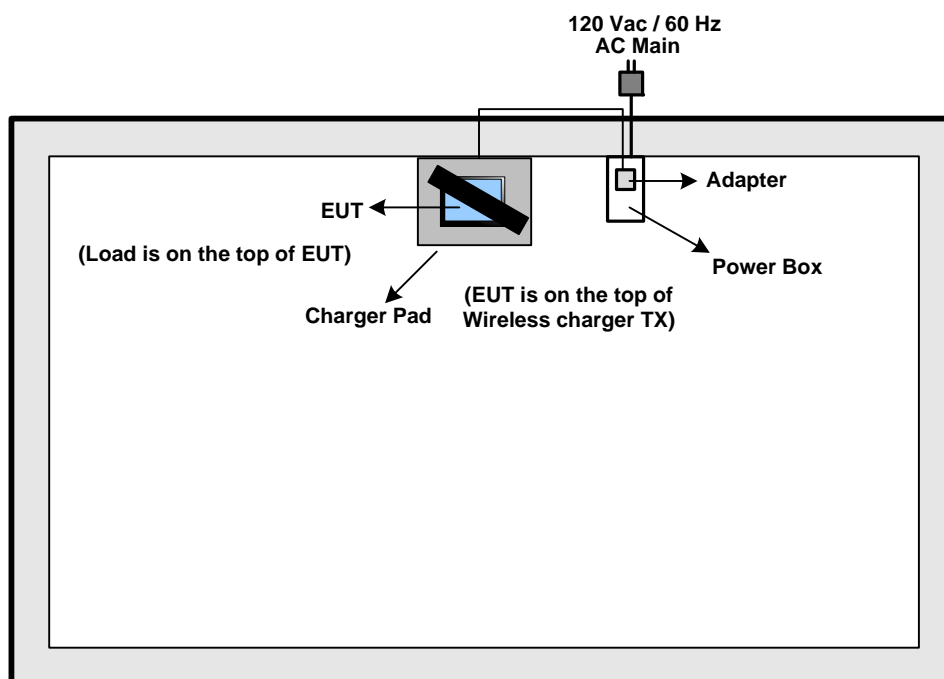 120 Vac / 60 Hz
AC Main
Adapter
EUT
(Load is on the top of EUT)
Power Box
Charger Pad
(EUT is on the top of
Wireless charger TX)